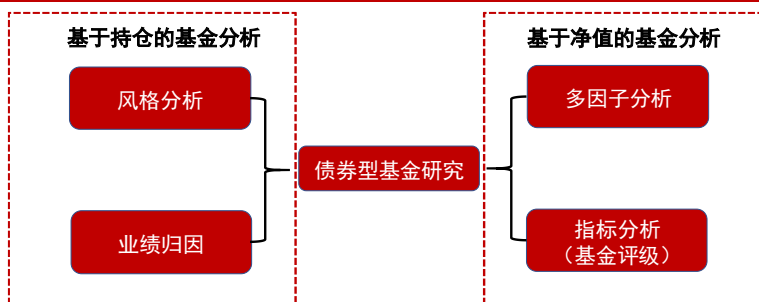 基于持仓的基金分析
风格分析
业绩归因
债券型基金研究
基于净值的基金分析
多因子分析
指标分析
（基金评级）